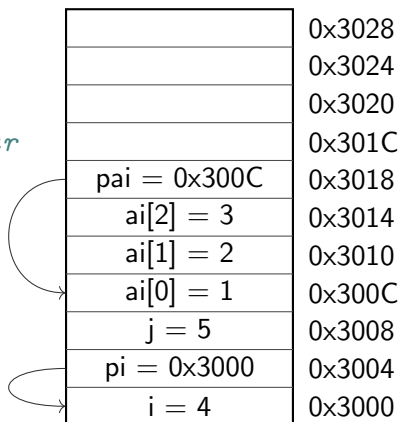 0x3028
0x3024
0x3020
0x301C
pai = 0x300C 0x3018
ai[2] = 3 0x3014
ai[1] = 2 0x3010
ai[0] = 1 0x300C
j = 5 0x3008
pi = 0x3000 0x3004
i = 4 0x3000